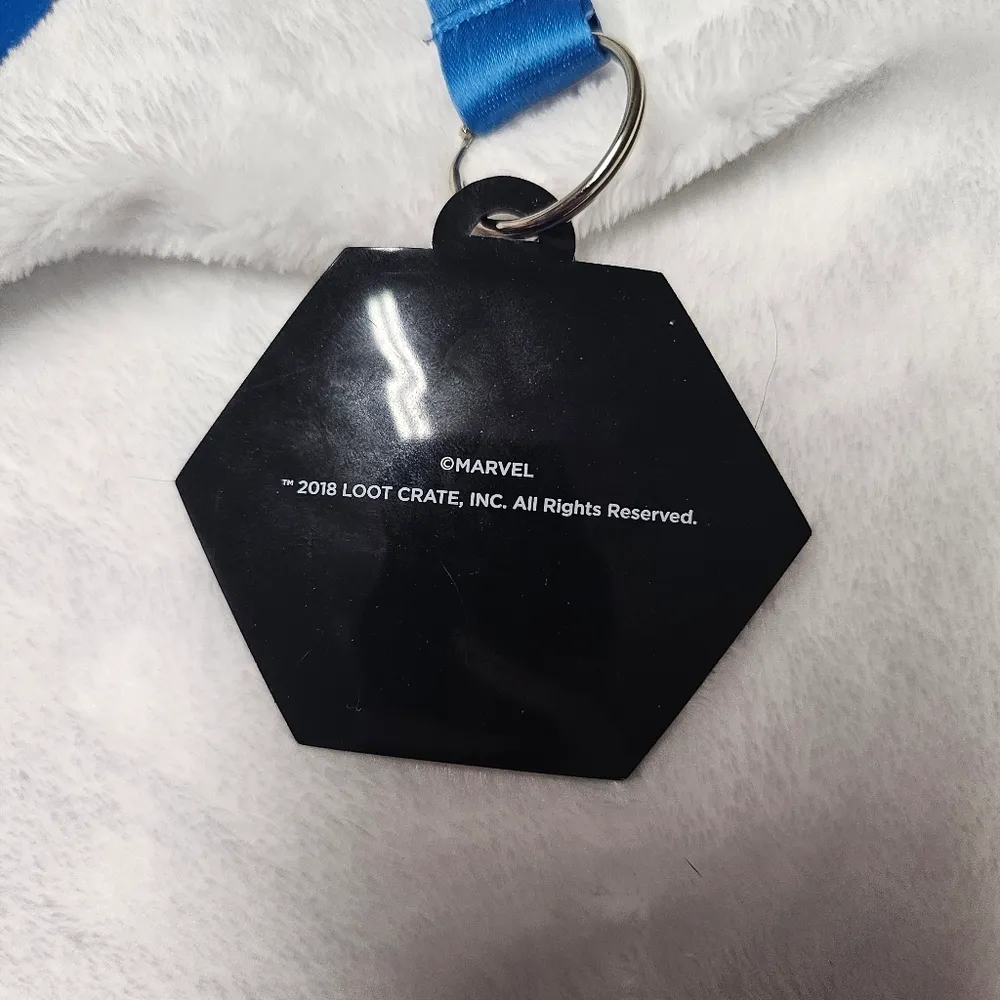 ©MARVEL
™ 2018 LOOT CRATE, INC. All Rights Reserved.